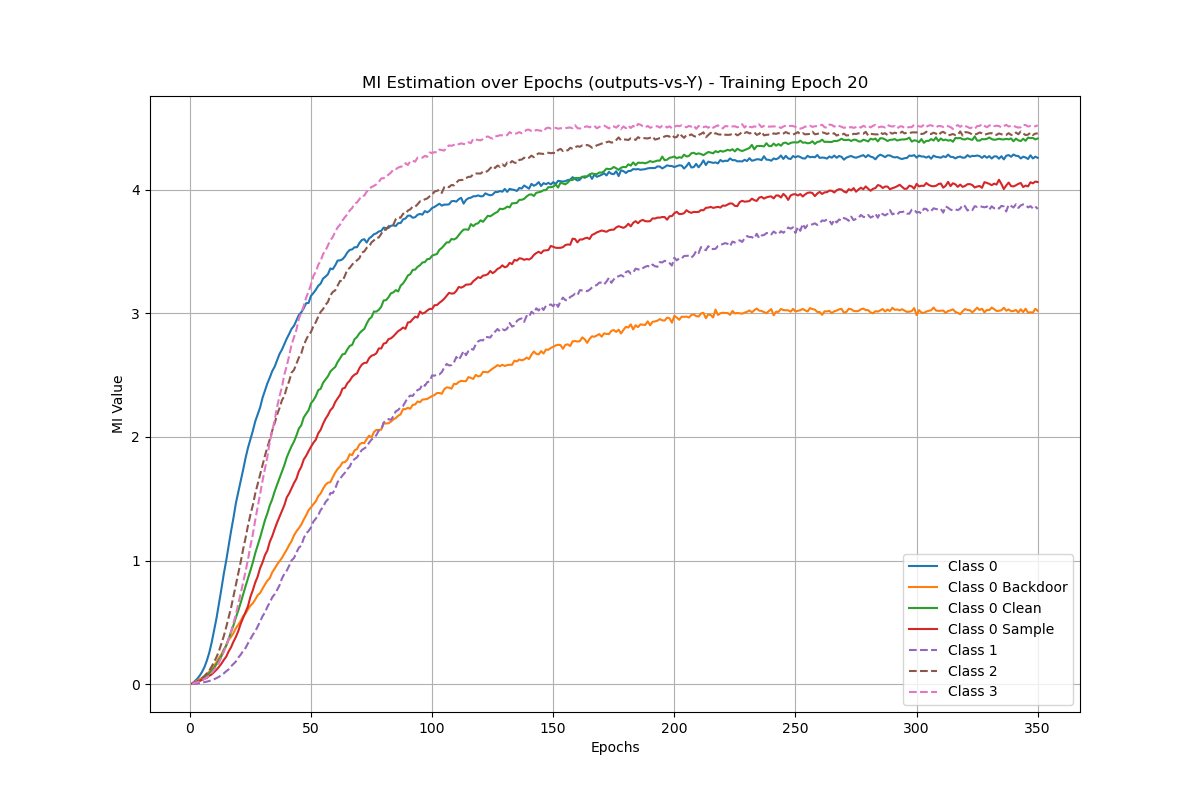 MI Estimation over Epochs (outputs-vs-Y) - Training Epoch 20
MI Value
4
3
2
1
0
0 50 100 150 200 250 300 350
Epochs
Class 0
Class 0 Backdoor
Class 0 Clean
Class 0 Sample
Class 1
Class 2
Class 3